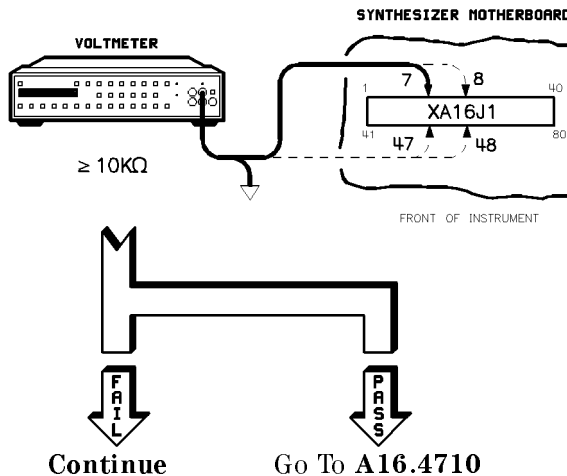 SYNTHESIZER MOTHERBOARD
VOLTMETER
7 8
1 40
XA16J1
41 80
47 48
≥ 10KΩ
FRONT OF INSTRUMENT
FAIL
PASS
Continue
Go To A16.4710